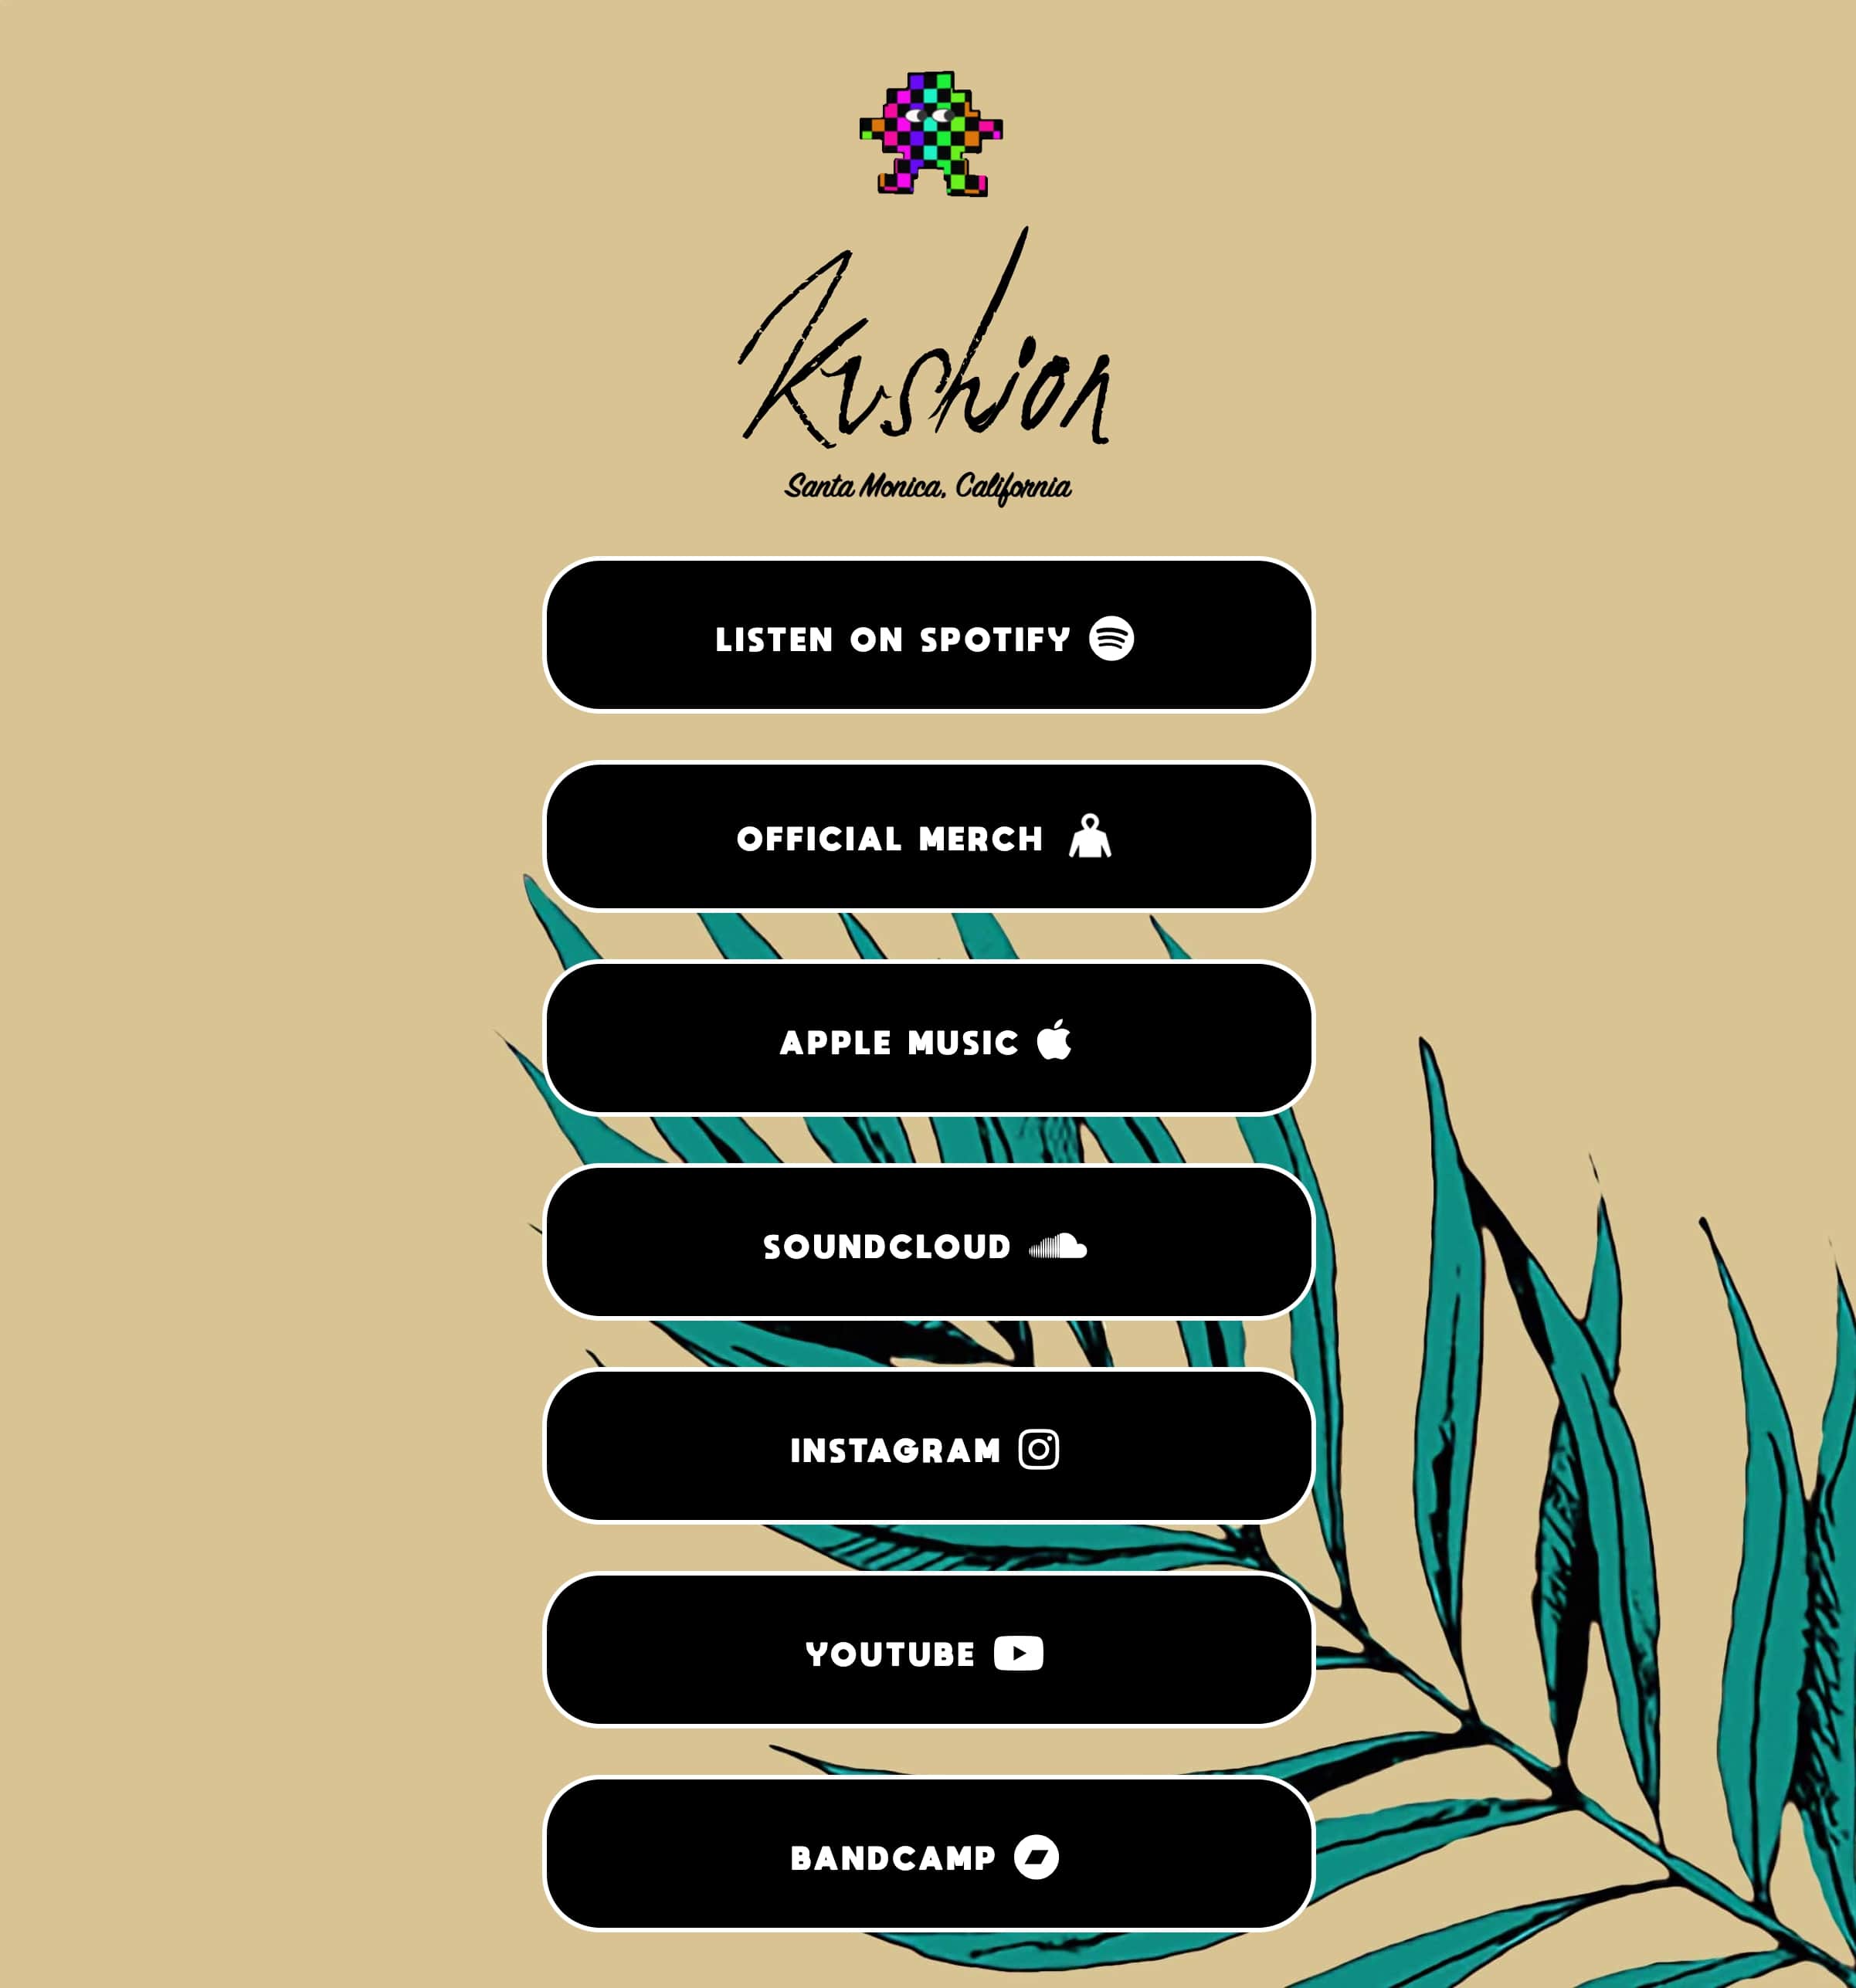 Kushion
Santa Monica, California
LISTEN ON SPOTIFY
OFFICIAL MERCH
APPLE MUSIC
SOUNDCLOUD
INSTAGRAM
YOUTUBE
BANDCAMP